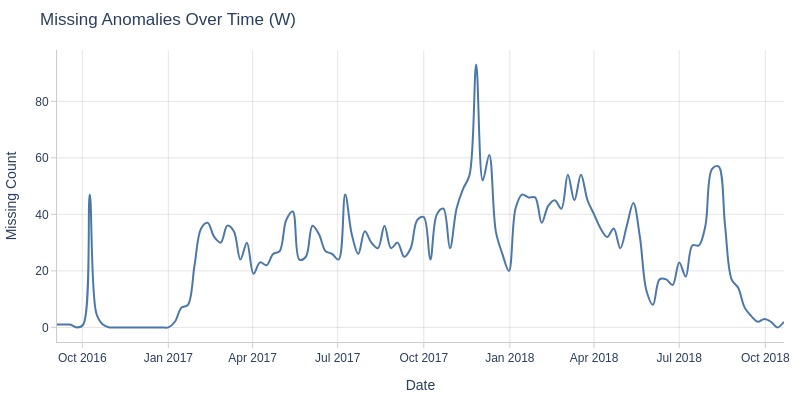 Missing Anomalies Over Time (W)
Missing Count
80
60
40
20
0
Oct 2016
Jan 2017
Apr 2017
Jul 2017
Oct 2017
Jan 2018
Apr 2018
Jul 2018
Oct 2018
Date